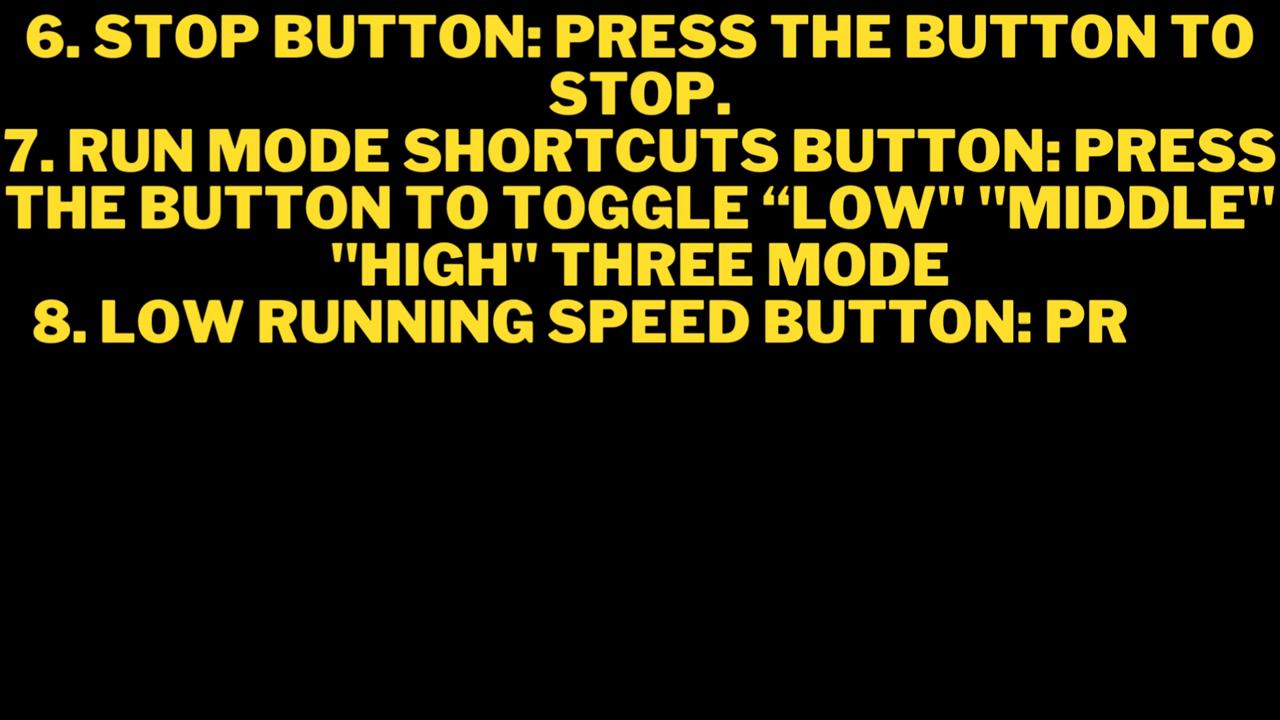 6. STOP BUTTON: PRESS THE BUTTON TO
STOP.
7. RUN MODE SHORTCUTS BUTTON: PRESS
THE BUTTON TO TOGGLE “LOW" "MIDDLE"
"HIGH" THREE MODE
8. LOW RUNNING SPEED BUTTON: PR